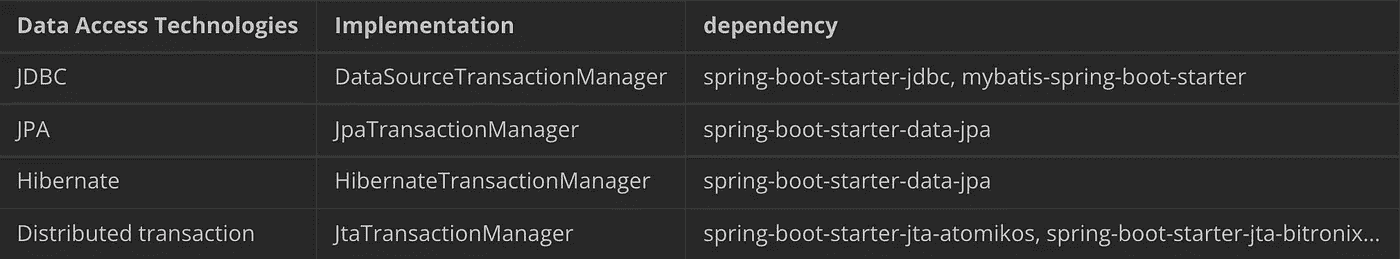 Data Access Technologies Implementation dependency
JDBC DataSourceTransactionManager spring-boot-starter-jdbc, mybatis-spring-boot-starter
JPA JpaTransactionManager spring-boot-starter-data-jpa
Hibernate HibernateTransactionManager spring-boot-starter-data-jpa
Distributed transaction JtaTransactionManager spring-boot-starter-jta-atomikos, spring-boot-starter-jta-bitronix...